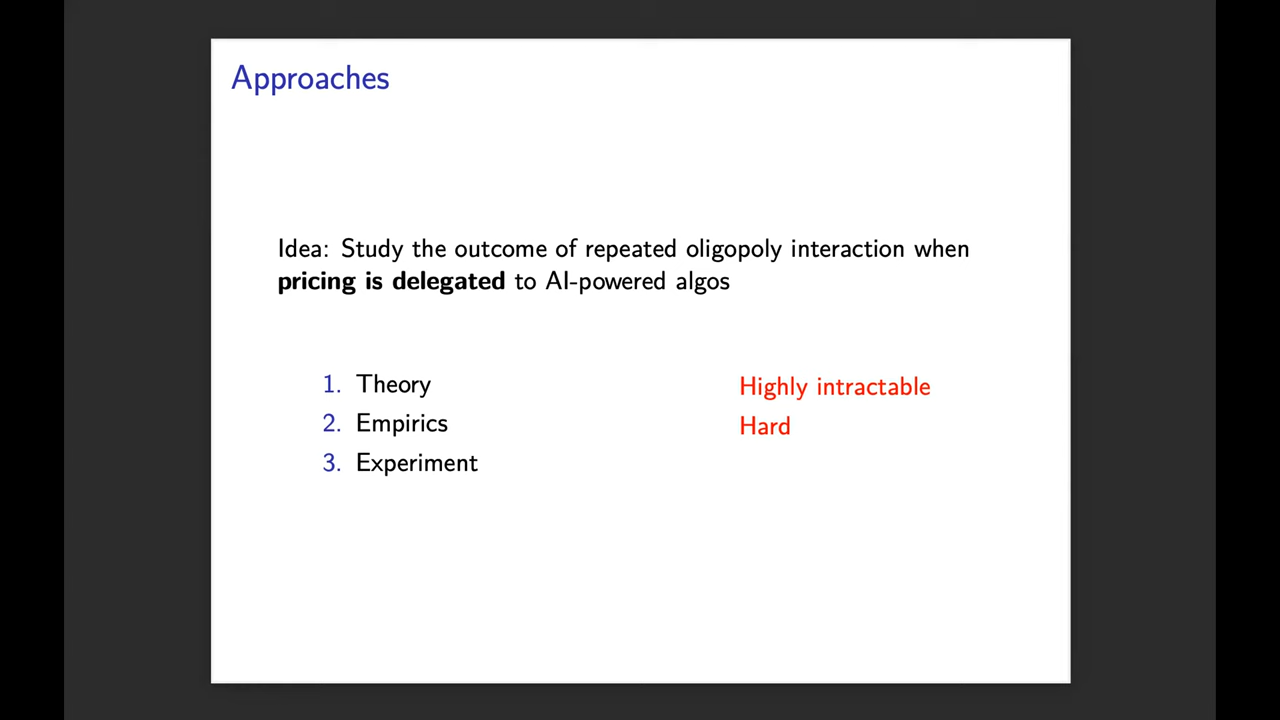 Approaches
Idea: Study the outcome of repeated oligopoly interaction when
pricing is delegated to AI-powered algos
1. Theory Highly intractable
2. Empirics Hard
3. Experiment